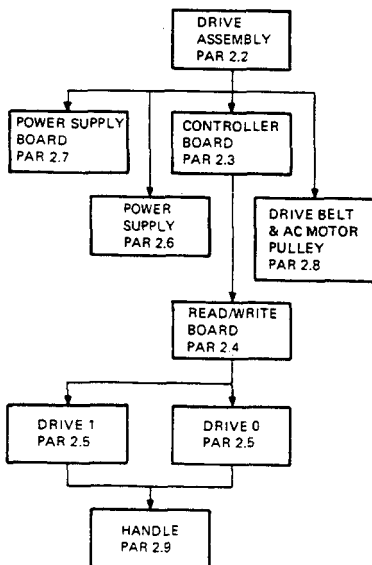 DRIVE
ASSEMBLY
PAR 2.2
POWER SUPPLY
BOARD
PAR 2.7
CONTROLLER
BOARD
PAR 2.3
POWER
SUPPLY
PAR 2.6
DRIVE BELT
& AC MOTOR
PULLEY
PAR 2.8
READ/WRITE
BOARD
PAR 2.4
DRIVE 1
PAR 2.5
DRIVE 0
PAR 2.5
HANDLE
PAR 2.9